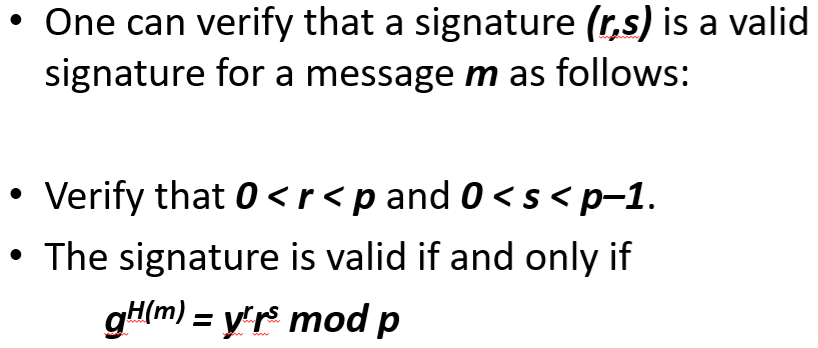 • One can verify that a signature (r,s) is a valid
signature for a message m as follows:
• Verify that 0 < r < p and 0 < s < p–1.
• The signature is valid if and only if
g^H(m) = y^r r^s mod p